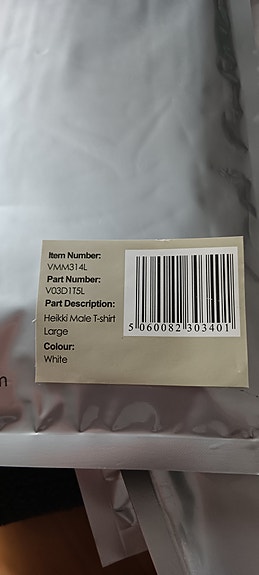 Item Number:
VMM314L
Part Number:
V03D1T5L
Part Description:
Heikki Male T-shirt
Large
Colour:
White
5 060082 303401